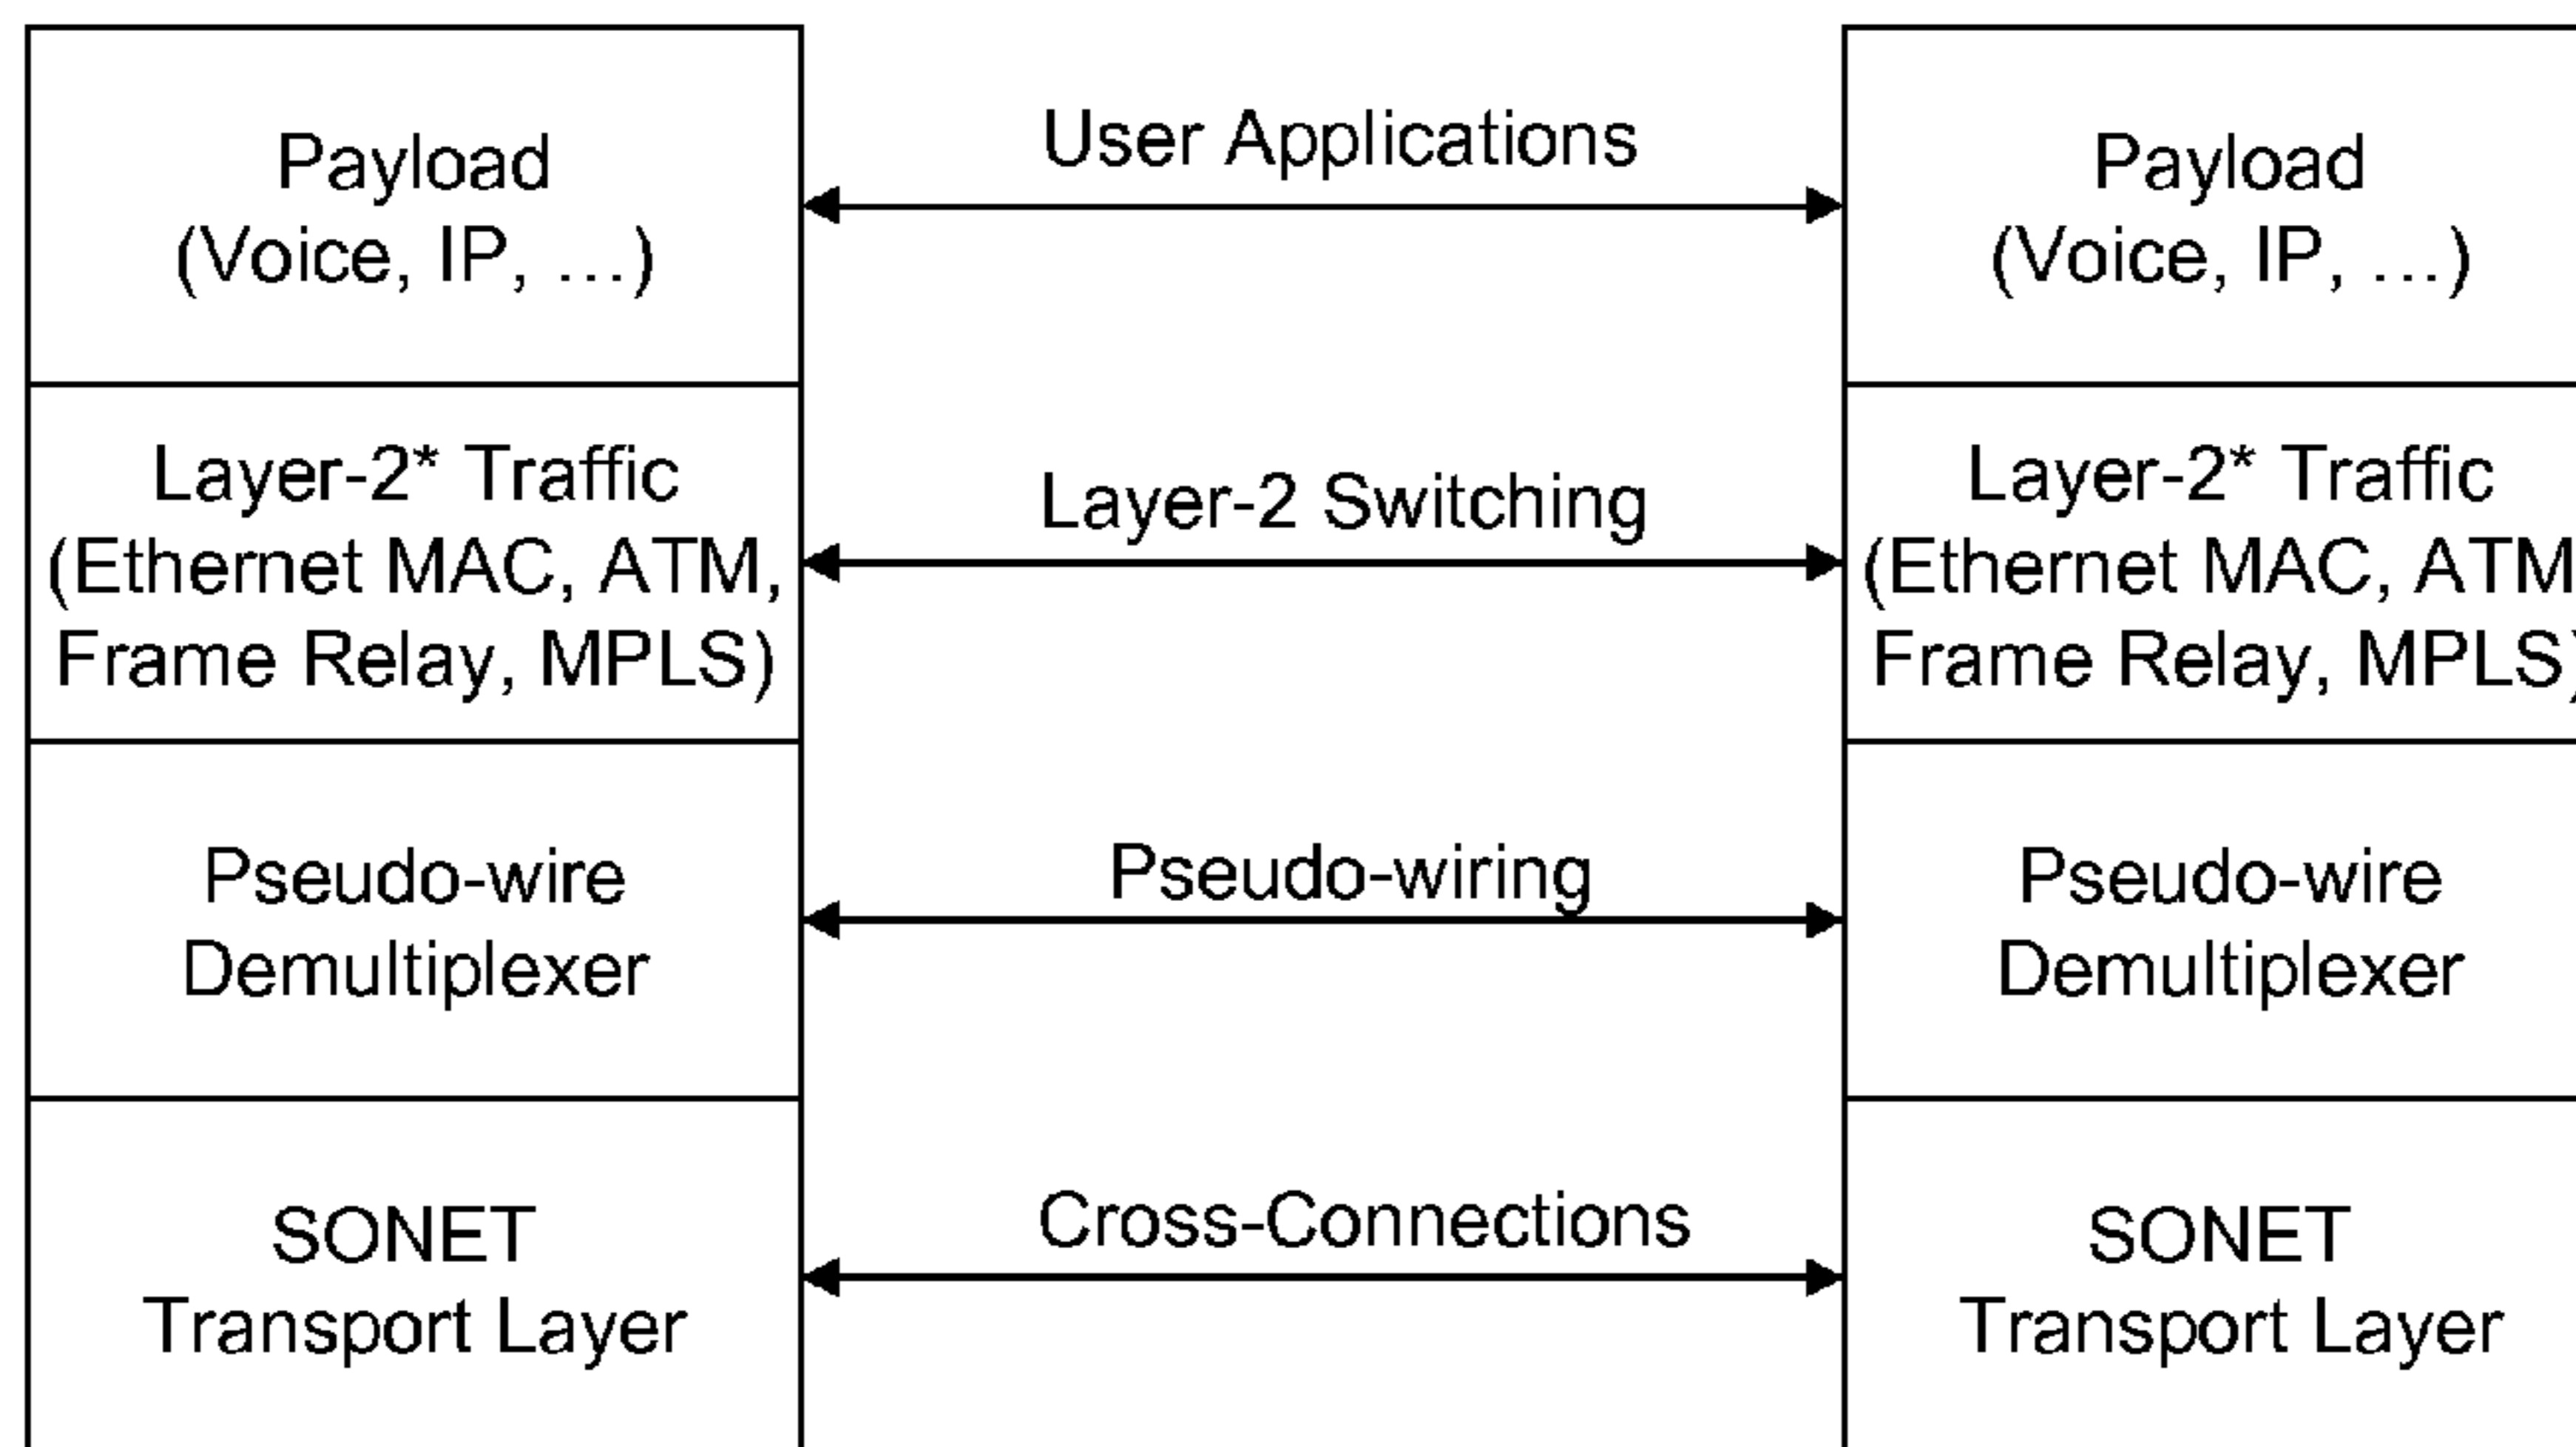 Payload
(Voice, IP, ...)
User Applications
Payload
(Voice, IP, ...)
Layer-2* Traffic
(Ethernet MAC, ATM,
Frame Relay, MPLS)
Layer-2 Switching
Layer-2* Traffic
(Ethernet MAC, ATM
Frame Relay, MPLS)
Pseudo-wire
Demultiplexer
Pseudo-wiring
Pseudo-wire
Demultiplexer
SONET
Transport Layer
Cross-Connections
SONET
Transport Layer